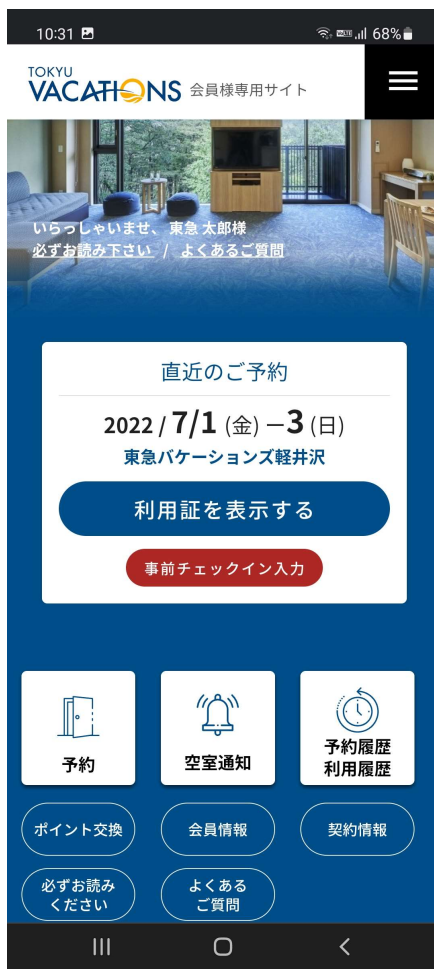 10:31 68%
TOKYU
VACATIONS 会員様専用サイト
いらっしゃいませ、東急 太郎様
必ずお読み下さい / よくあるご質問
直近のご予約
2022 / 7/1 (金) ー3 (日)
東急バケーションズ軽井沢
利用証を表示する
事前チェックイン入力
予約
空室通知
予約履歴
利用履歴
ポイント交換
会員情報
契約情報
必ずお読み
ください
よくある
ご質問